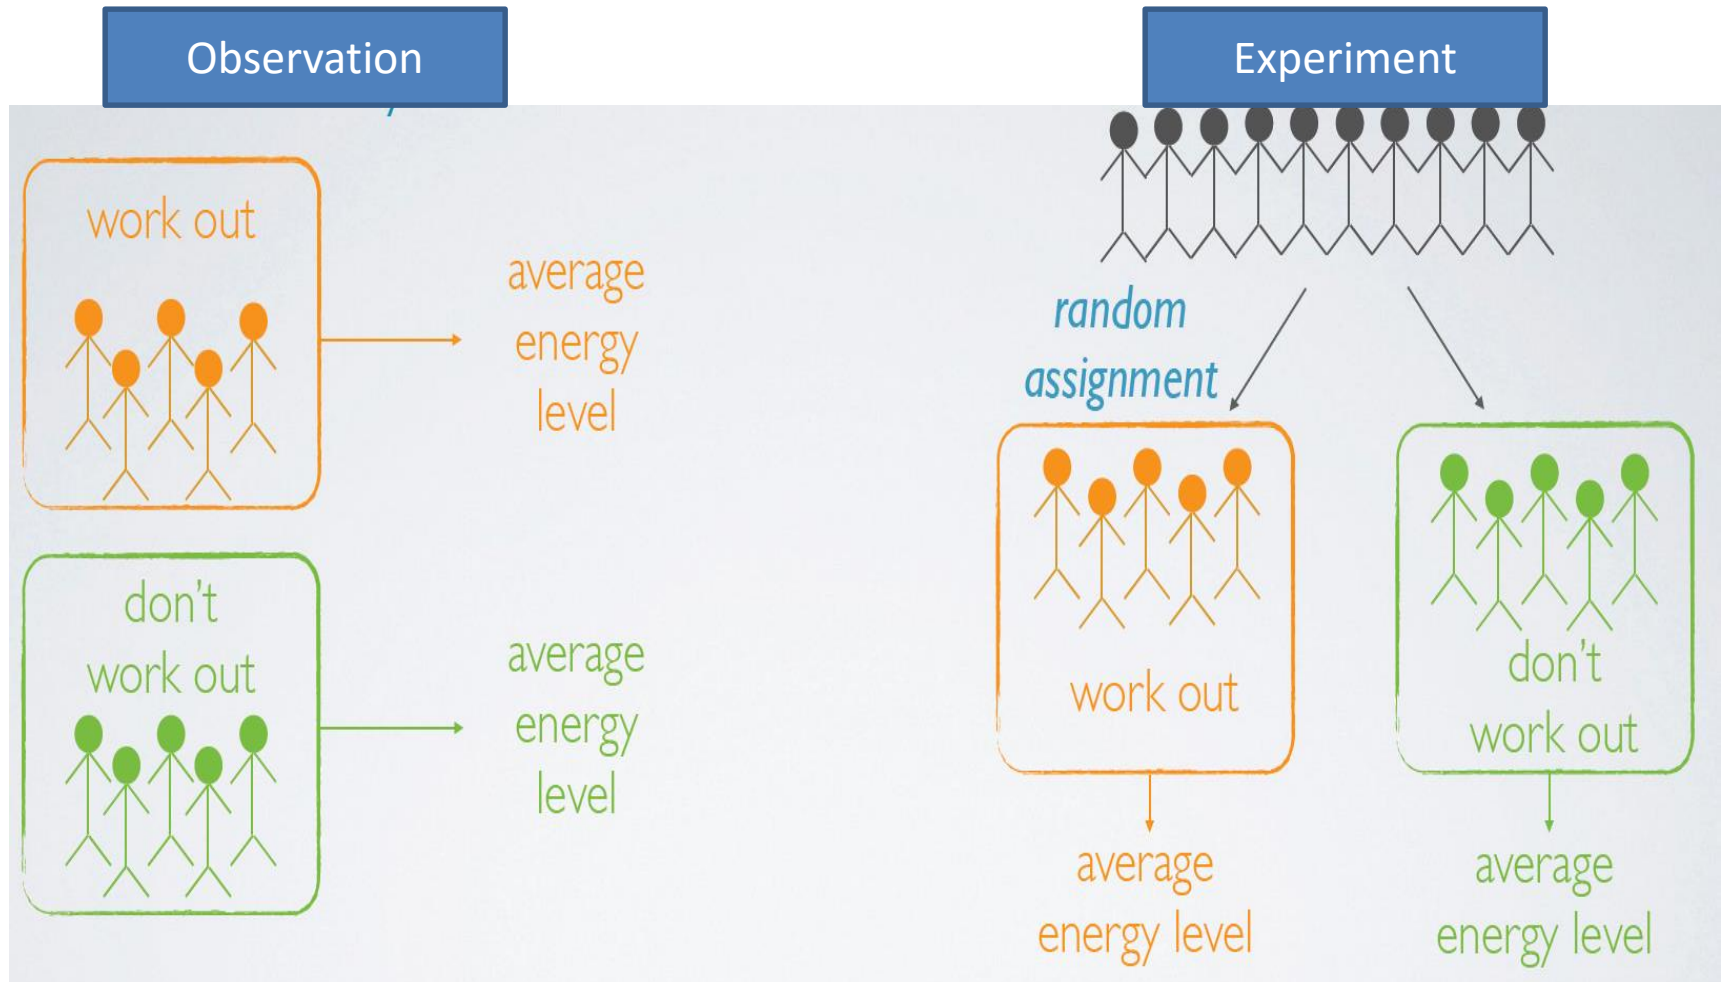 Observation
work out
average
energy
level
don't
work out
average
energy
level
Experiment
random
assignment
work out
don't
work out
average
energy level
average
energy level